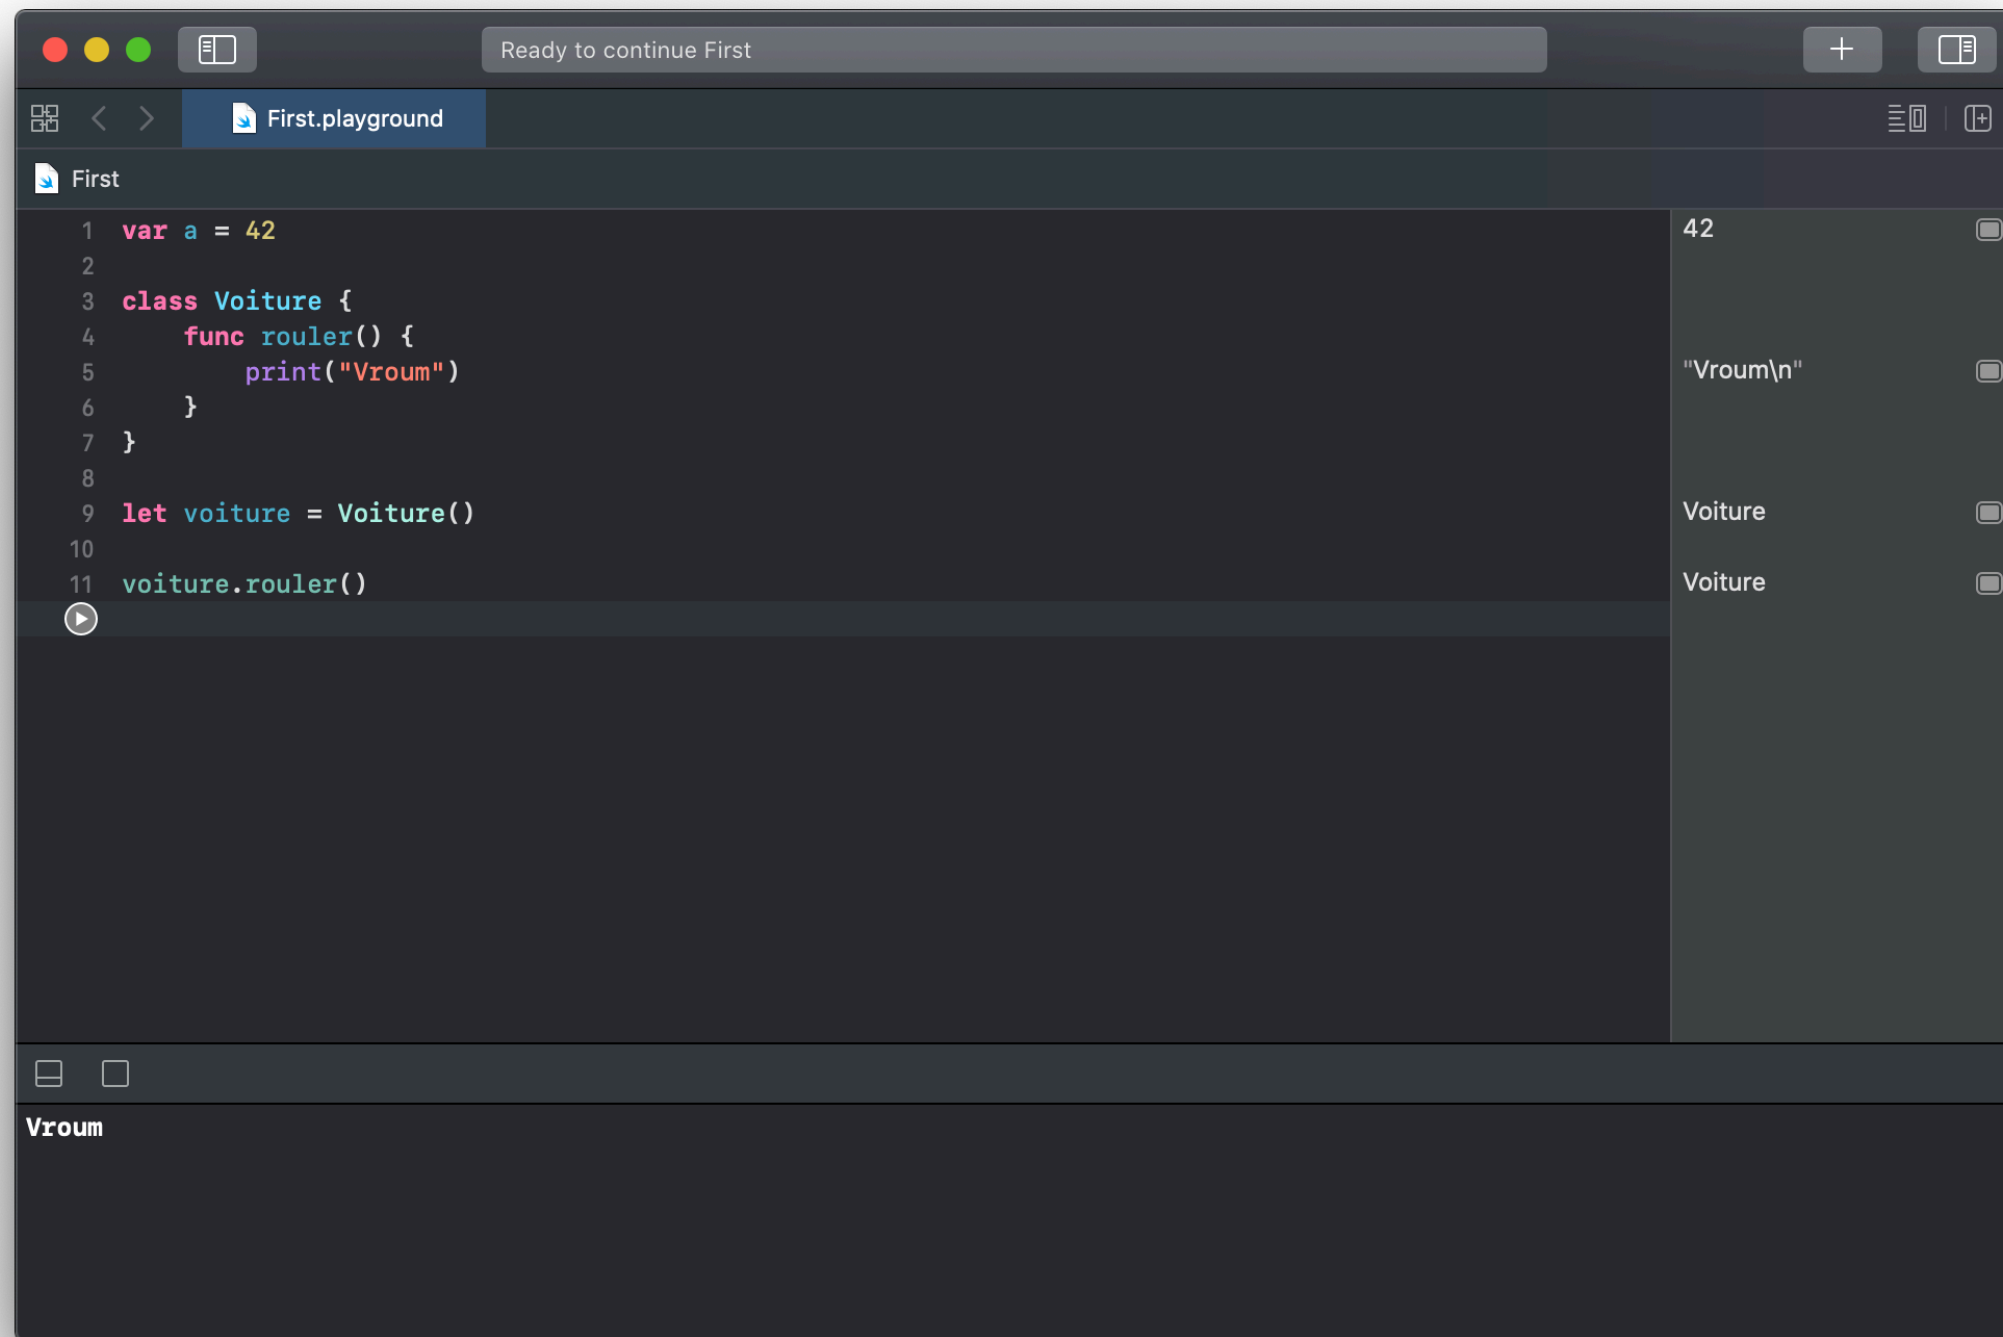 Ready to continue First
First.playground
First
1 var a = 42
42
2
3 class Voiture {
4     func rouler() {
5         print("Vroum")
"Vroum\n"
6     }
7 }
8
9 let voiture = Voiture()
Voiture
10
11 voiture.rouler()
Voiture
Vroum